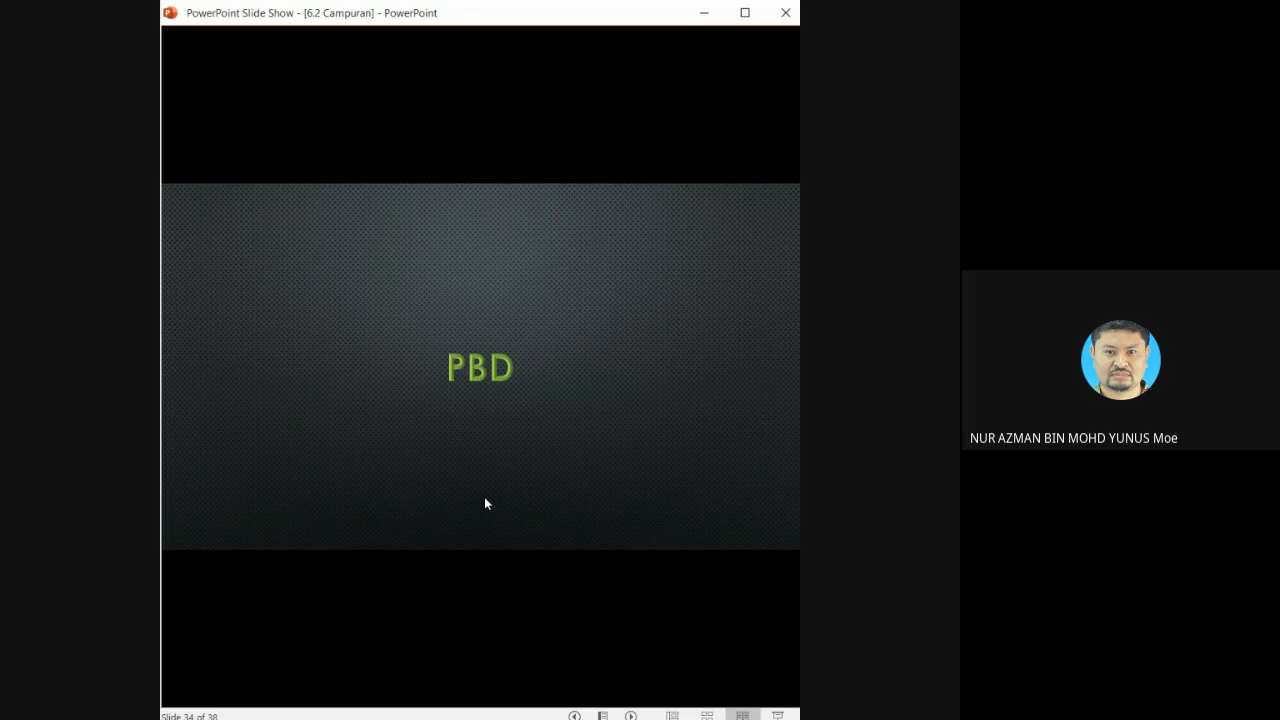 PowerPoint Slide Show - [6.2 Campuran] - PowerPoint
PBD
NUR AZMAN BIN MOHD YUNUS Moe
Slide 34 of 38